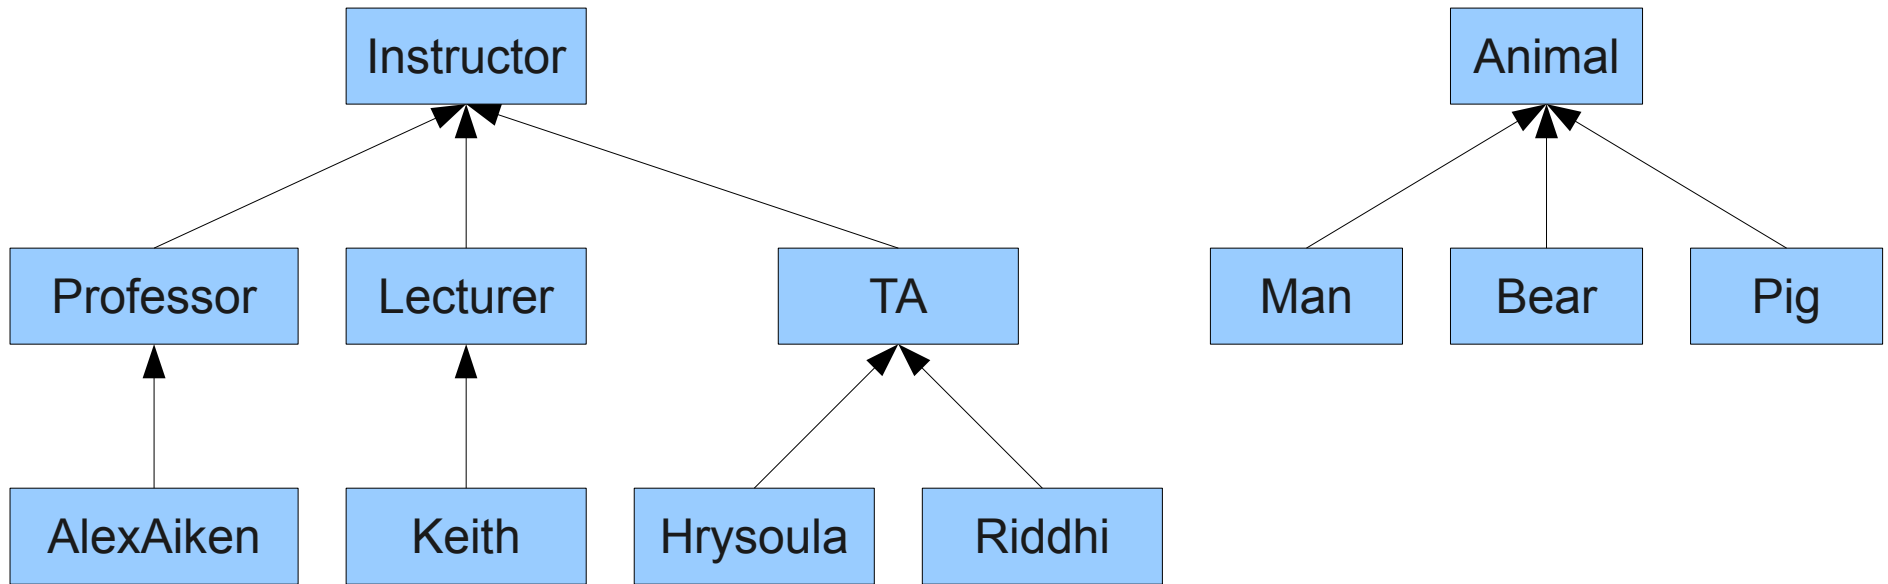 Instructor
Animal
Professor
Lecturer
TA
Man
Bear
Pig
AlexAiken
Keith
Hrysoula
Riddhi